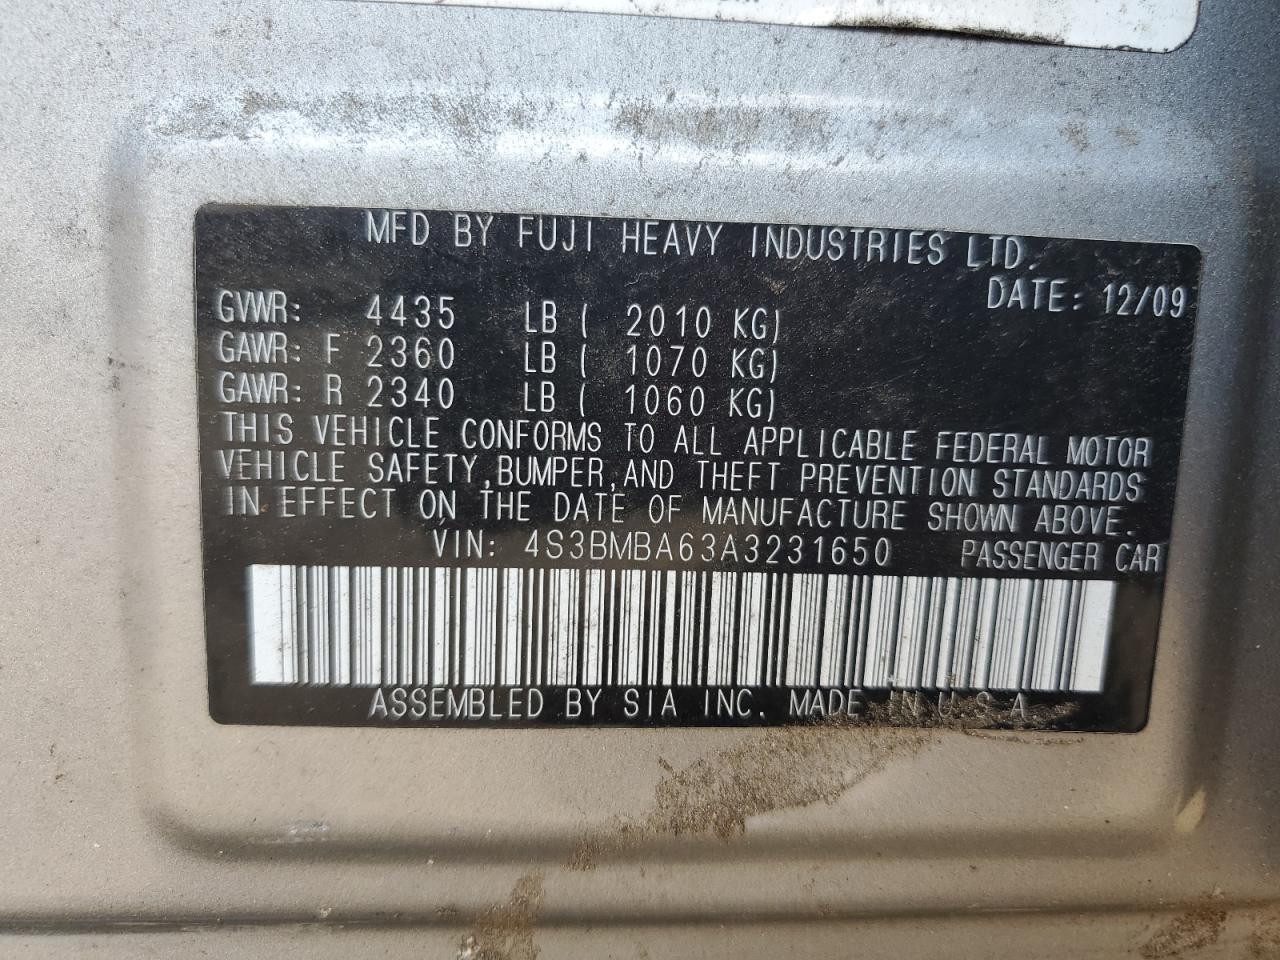 MFD BY FUJI HEAVY INDUSTRIES LTD.
DATE: 12/09
GVWR: 4435 LB ( 2010 KG)
GAWR: F 2360 LB ( 1070 KG)
GAWR: R 2340 LB ( 1060 KG)
THIS VEHICLE CONFORMS TO ALL APPLICABLE FEDERAL MOTOR
VEHICLE SAFETY,BUMPER,AND THEFT PREVENTION STANDARDS
IN EFFECT ON THE DATE OF MANUFACTURE SHOWN ABOVE.
VIN: 4S3BMBA63A3231650 PASSENGER CAR
ASSEMBLED BY SIA INC. MADE IN U.S.A.